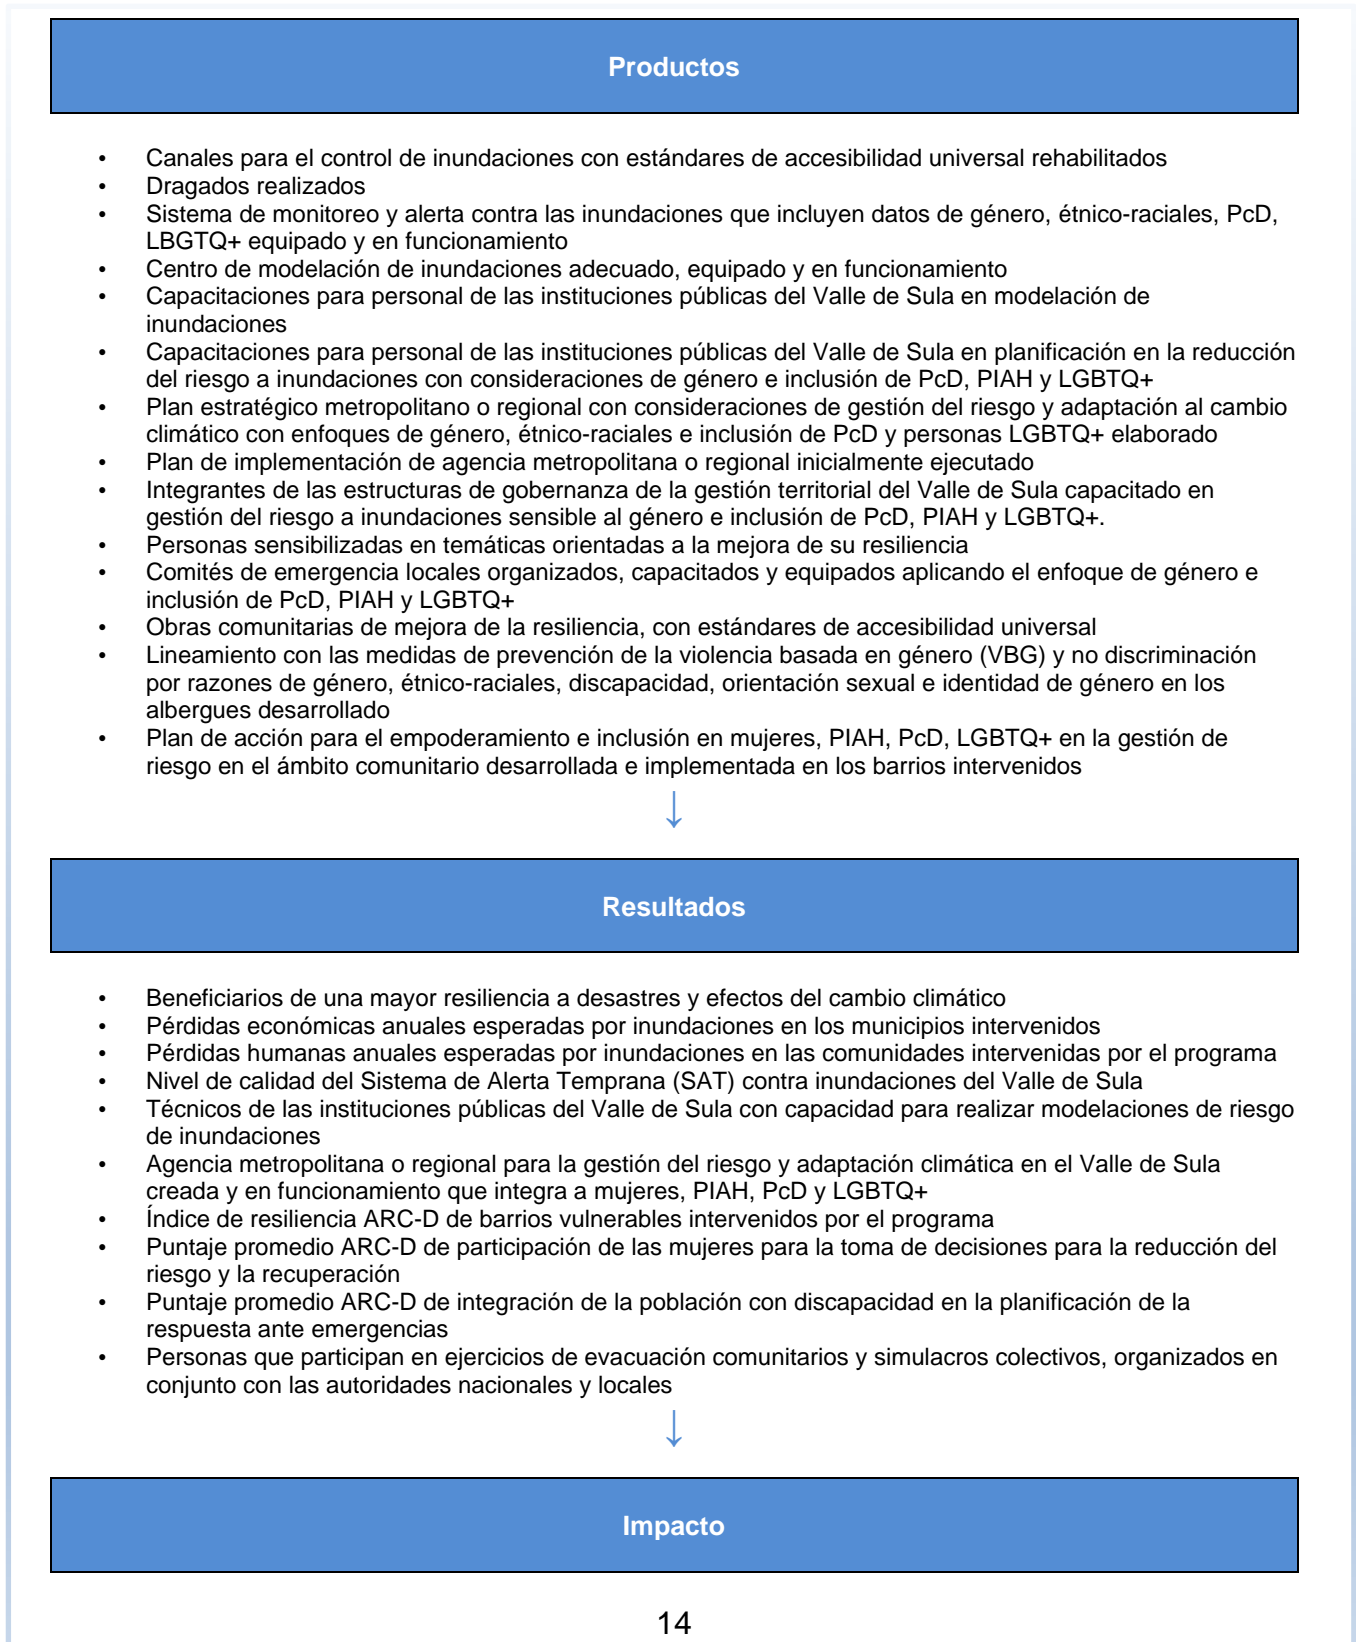 Productos
• Canales para el control de inundaciones con estándares de accesibilidad universal rehabilitados
• Dragados realizados
• Sistema de monitoreo y alerta contra las inundaciones que incluyen datos de género, étnico-raciales, PcD,
LBGTQ+ equipado y en funcionamiento
• Centro de modelación de inundaciones adecuado, equipado y en funcionamiento
• Capacitaciones para personal de las instituciones públicas del Valle de Sula en modelación de
inundaciones
• Capacitaciones para personal de las instituciones públicas del Valle de Sula en planificación en la reducción
del riesgo a inundaciones con consideraciones de género e inclusión de PcD, PIAH y LGBTQ+
• Plan estratégico metropolitano o regional con consideraciones de gestión del riesgo y adaptación al cambio
climático con enfoques de género, étnico-raciales e inclusión de PcD y personas LGBTQ+ elaborado
• Plan de implementación de agencia metropolitana o regional inicialmente ejecutado
• Integrantes de las estructuras de gobernanza de la gestión territorial del Valle de Sula capacitado en
gestión del riesgo a inundaciones sensible al género e inclusión de PcD, PIAH y LGBTQ+.
• Personas sensibilizadas en temáticas orientadas a la mejora de su resiliencia
• Comités de emergencia locales organizados, capacitados y equipados aplicando el enfoque de género e
inclusión de PcD, PIAH y LGBTQ+
• Obras comunitarias de mejora de la resiliencia, con estándares de accesibilidad universal
• Lineamiento con las medidas de prevención de la violencia basada en género (VBG) y no discriminación
por razones de género, étnico-raciales, discapacidad, orientación sexual e identidad de género en los
albergues desarrollado
• Plan de acción para el empoderamiento e inclusión en mujeres, PIAH, PcD, LGBTQ+ en la gestión de
riesgo en el ámbito comunitario desarrollada e implementada en los barrios intervenidos
↓
Resultados
• Beneficiarios de una mayor resiliencia a desastres y efectos del cambio climático
• Pérdidas económicas anuales esperadas por inundaciones en los municipios intervenidos
• Pérdidas humanas anuales esperadas por inundaciones en las comunidades intervenidas por el programa
• Nivel de calidad del Sistema de Alerta Temprana (SAT) contra inundaciones del Valle de Sula
• Técnicos de las instituciones públicas del Valle de Sula con capacidad para realizar modelaciones de riesgo
de inundaciones
• Agencia metropolitana o regional para la gestión del riesgo y adaptación climática en el Valle de Sula
creada y en funcionamiento que integra a mujeres, PIAH, PcD y LGBTQ+
• Índice de resiliencia ARC-D de barrios vulnerables intervenidos por el programa
• Puntaje promedio ARC-D de participación de las mujeres para la toma de decisiones para la reducción del
riesgo y la recuperación
• Puntaje promedio ARC-D de integración de la población con discapacidad en la planificación de la
respuesta ante emergencias
• Personas que participan en ejercicios de evacuación comunitarios y simulacros colectivos, organizados en
conjunto con las autoridades nacionales y locales
↓
Impacto
14